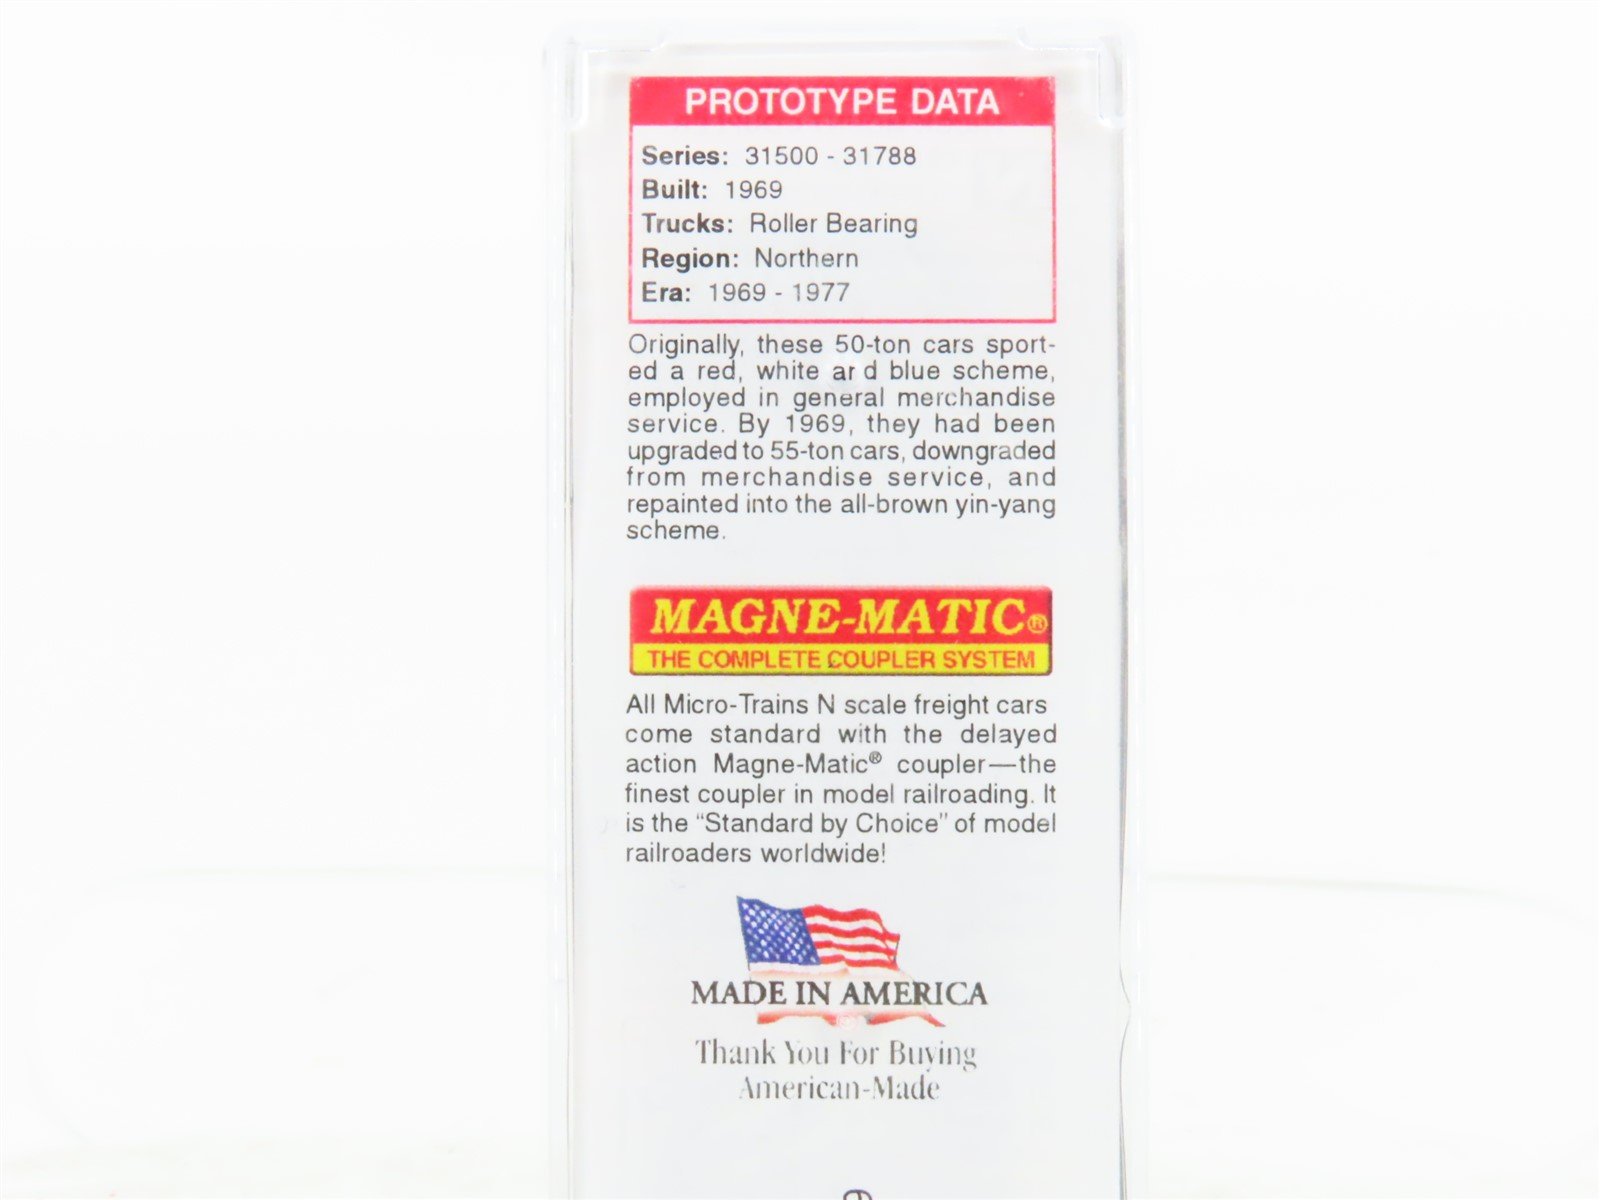 PROTOTYPE DATA
Series: 31500 - 31788
Built: 1969
Trucks: Roller Bearing
Region: Northern
Era: 1969 - 1977
Originally, these 50-ton cars sport-
ed a red, white and blue scheme,
employed in general merchandise
service. By 1969, they had been
upgraded to 55-ton cars, downgraded
from merchandise service, and
repainted into the all-brown yin-yang
scheme.
MAGNE-MATIC®
THE COMPLETE COUPLER SYSTEM
All Micro-Trains N scale freight cars
come standard with the delayed
action Magne-Matic® coupler—the
finest coupler in model railroading. It
is the “Standard by Choice” of model
railroaders worldwide!
MADE IN AMERICA
Thank You For Buying
American-Made